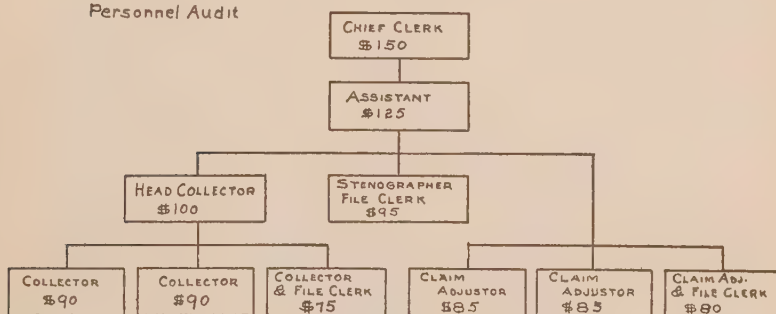 Personnel Audit
CHIEF CLERK
$150
ASSISTANT
$125
HEAD COLLECTOR
$100
STENOGRAPHER
FILE CLERK
$95
COLLECTOR
$90
COLLECTOR
$90
COLLECTOR
& FILE CLERK
$75
CLAIM
ADJUSTOR
$85
CLAIM
ADJUSTOR
$85
CLAIM ADJ.
& FILE CLERK
$80